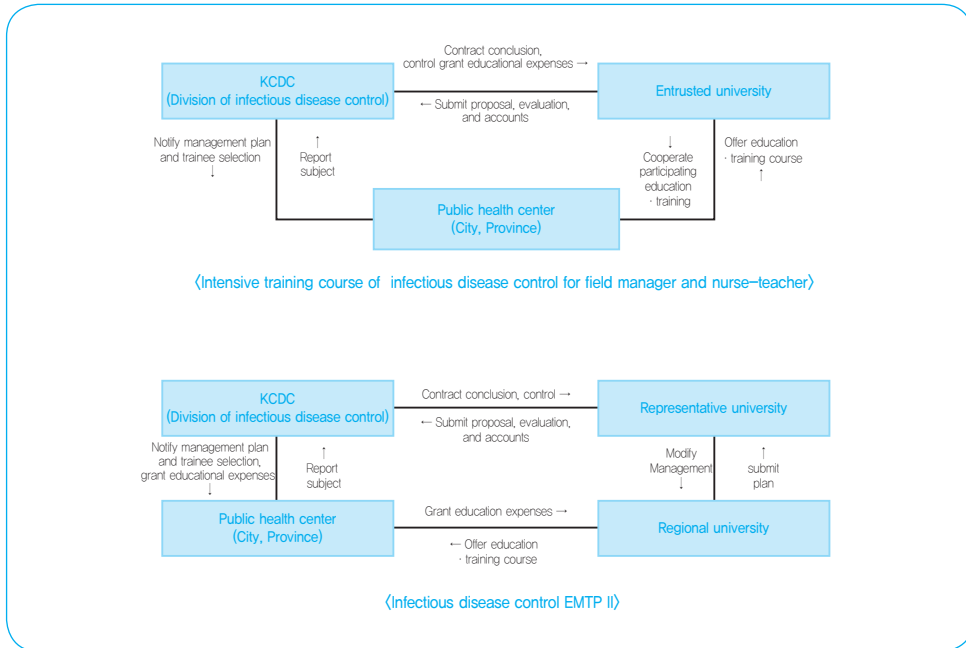 Contract conclusion,
control grant educational expenses →
KCDC
(Division of infectious disease control)
Entrusted university
← Submit proposal, evaluation,
and accounts
Notify management plan
and trainee selection
↓
↑
Report
subject
↓
Cooperate
participating
education
· training
Offer education
· training course
↑
Public health center
(City, Province)
〈Intensive training course of infectious disease control for field manager and nurse-teacher〉
KCDC
(Division of infectious disease control)
Contract conclusion, control →
Representative university
← Submit proposal, evaluation,
and accounts
Notify management plan
and trainee selection,
grant educational expenses
↓
↑
Report
subject
Modify
Management
↓
↑
submit
plan
Public health center
(City, Province)
Grant education expenses →
Regional university
← Offer education
· training course
〈Infectious disease control EMTP II〉